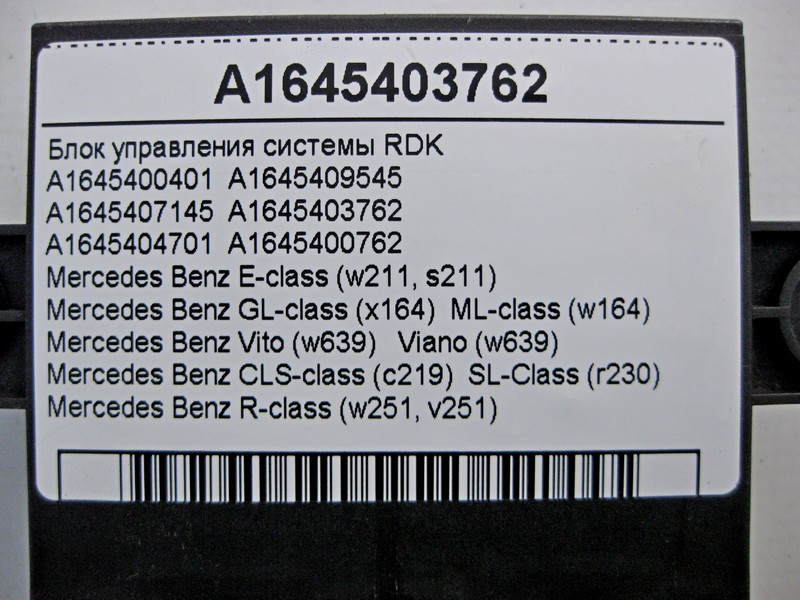 A1645403762
Блок управления системы RDK
A1645400401 A1645409545
A1645407145 A1645403762
A1645404701 A1645400762
Mercedes Benz E-class (w211, s211)
Mercedes Benz GL-class (x164) ML-class (w164)
Mercedes Benz Vito (w639) Viano (w639)
Mercedes Benz CLS-class (c219) SL-Class (r230)
Mercedes Benz R-class (w251, v251)